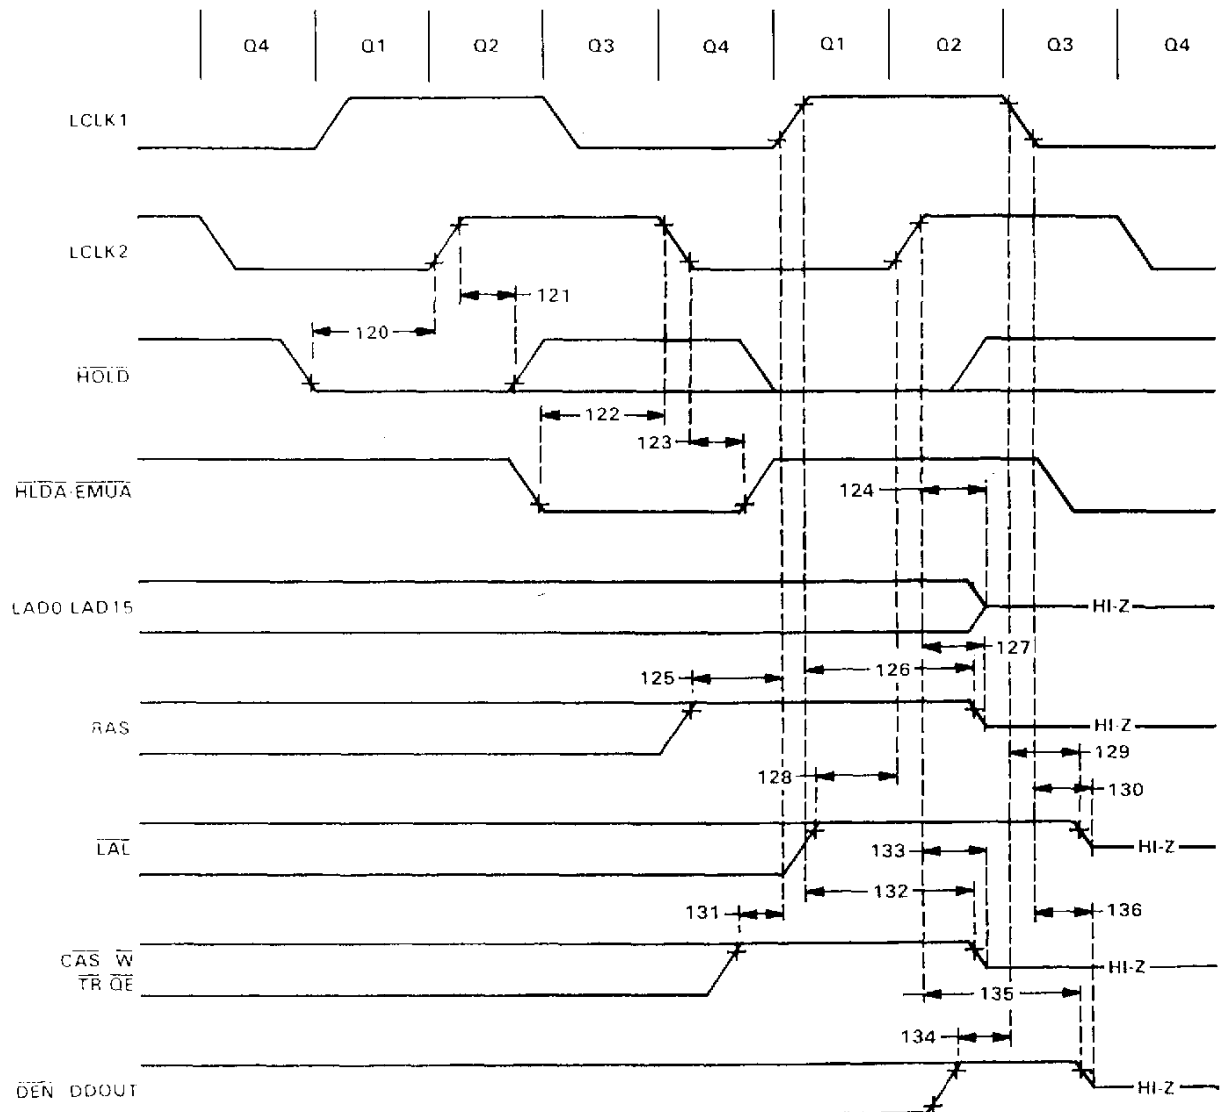 Q4 Q1 Q2 Q3 Q4 Q1 Q2 Q3 Q4
LCLK1
LCLK2
121
120
HOLD
122
123
HLDA·EMUA
124
LAD0 LAD15
HI-Z
127
126
125
RAS
HI-Z
129
128
130
LAL
133
HI-Z
132
131
136
CAS W
HI-Z
TR QE
135
134
DEN DDOUT
HI-Z